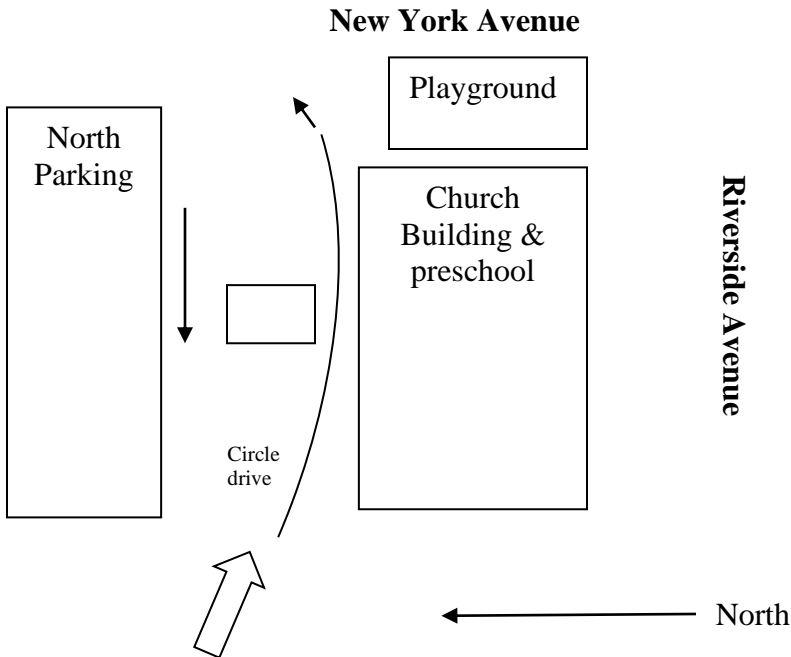 New York Avenue
Playground
North
Parking
Church
Building &
preschool
Riverside Avenue
Circle
drive
North